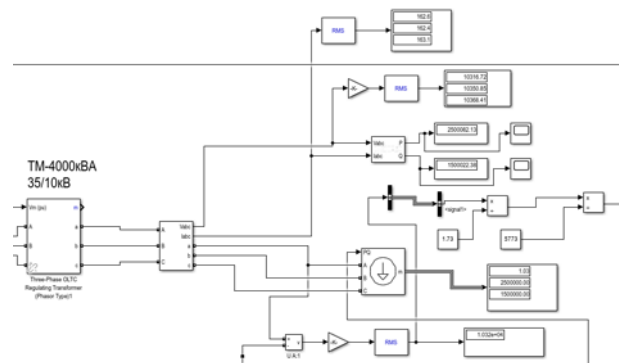 RMS
162.6
162.4
163.1
-K-
RMS
10316.72
10350.85
10368.41
TM-4000кВА
35/10кВ
Vabc
Iabc
P
Q
2500062.13
1500022.38
Vm (pu)
m
A
B
C
a
b
c
A
B
C
Vabc
Iabc
a
b
c
<signal1>
1.73
5773
PQ
A
B
C
m
1.03
2500000.00
1500000.00
Three-Phase OLTC
Regulating Transformer
(Phasor Type)1
U A.1
-K-
RMS
1.032e+04